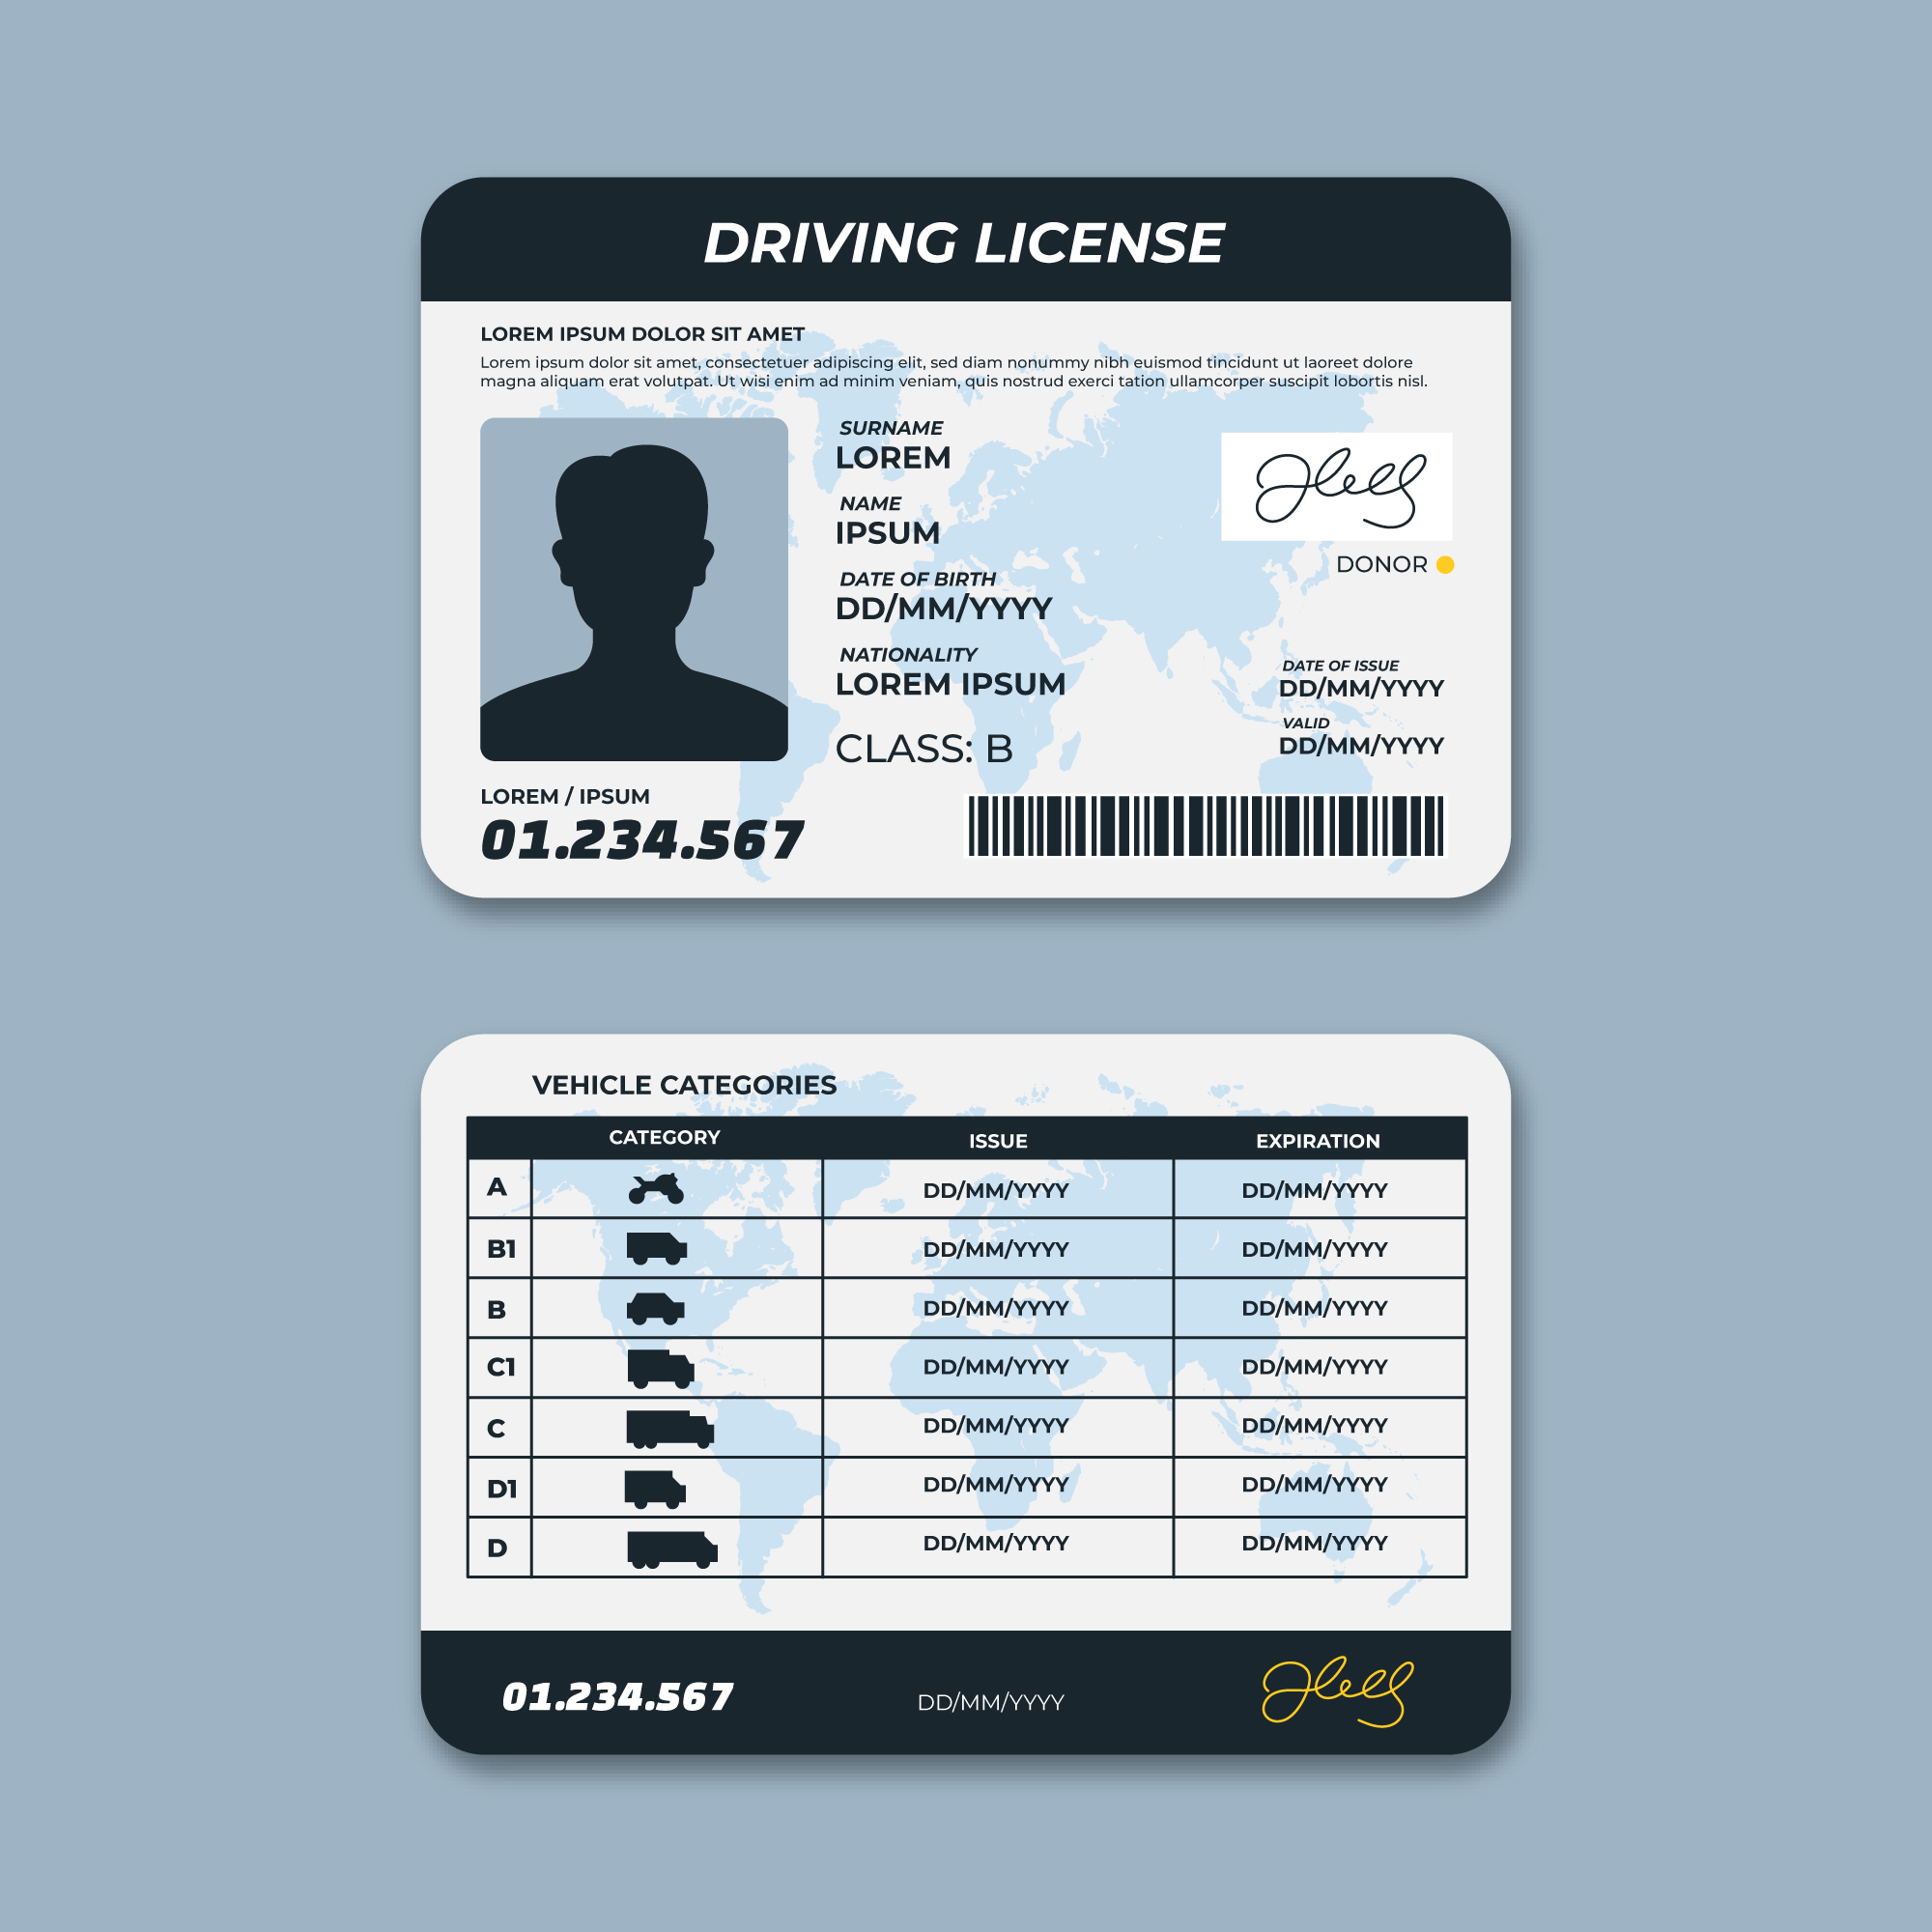 DRIVING LICENSE
LOREM IPSUM DOLOR SIT AMET
Lorem ipsum dolor sit amet, consectetuer adipiscing elit, sed diam nonummy nibh euismod tincidunt ut laoreet dolore
magna aliquam erat volutpat. Ut wisi enim ad minim veniam, quis nostrud exerci tation ullamcorper suscipit lobortis nisl.
SURNAME
LOREM
NAME
IPSUM
DATE OF BIRTH
DD/MM/YYYY
NATIONALITY
LOREM IPSUM
CLASS: B
DONOR
DATE OF ISSUE
DD/MM/YYYY
VALID
DD/MM/YYYY
LOREM / IPSUM
01.234.567
VEHICLE CATEGORIES
CATEGORY ISSUE EXPIRATION
A DD/MM/YYYY DD/MM/YYYY
B1 DD/MM/YYYY DD/MM/YYYY
B DD/MM/YYYY DD/MM/YYYY
C1 DD/MM/YYYY DD/MM/YYYY
C DD/MM/YYYY DD/MM/YYYY
D1 DD/MM/YYYY DD/MM/YYYY
D DD/MM/YYYY DD/MM/YYYY
01.234.567 DD/MM/YYYY